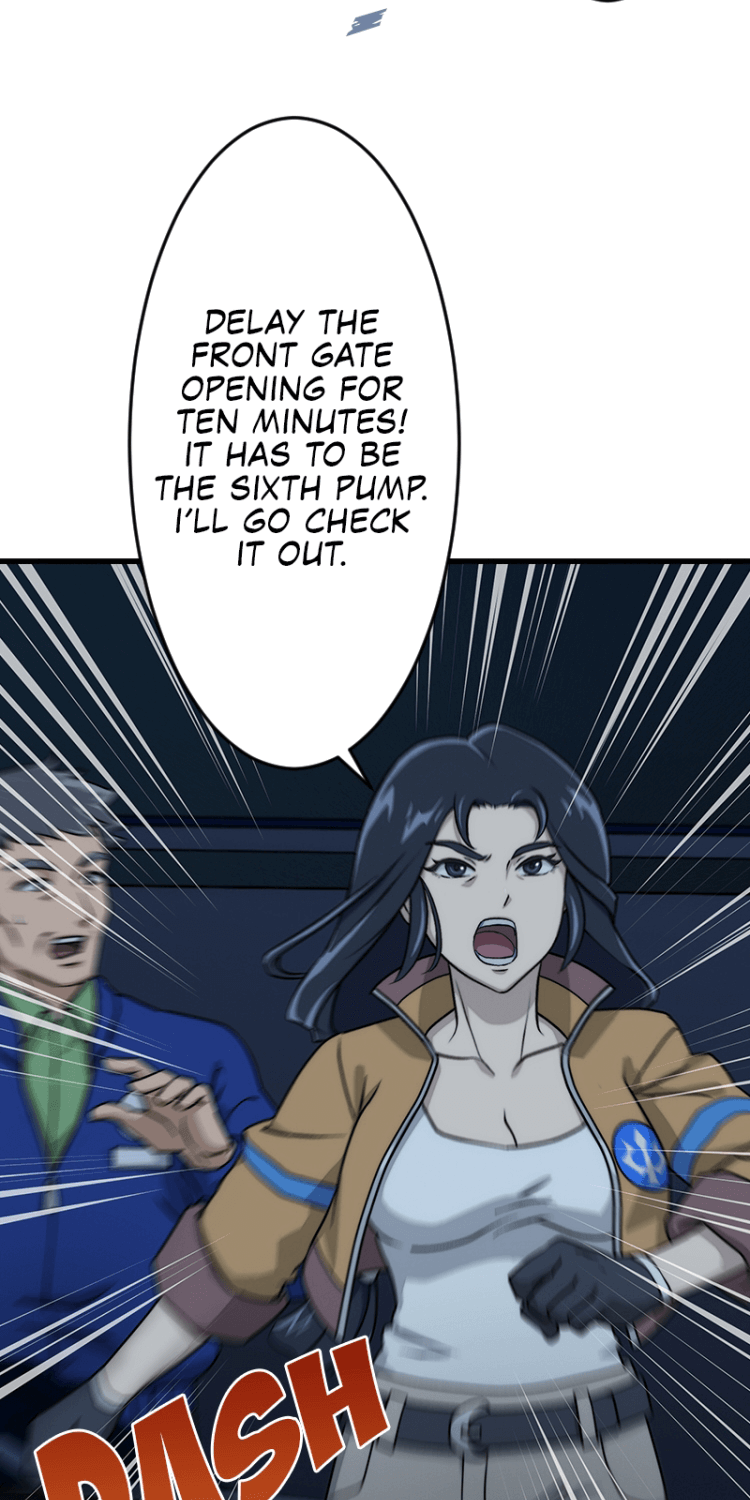 DELAY THE
FRONT GATE
OPENING FOR
TEN MINUTES!
IT HAS TO BE
THE SIXTH PUMP.
I'LL GO CHECK
IT OUT.
DASH